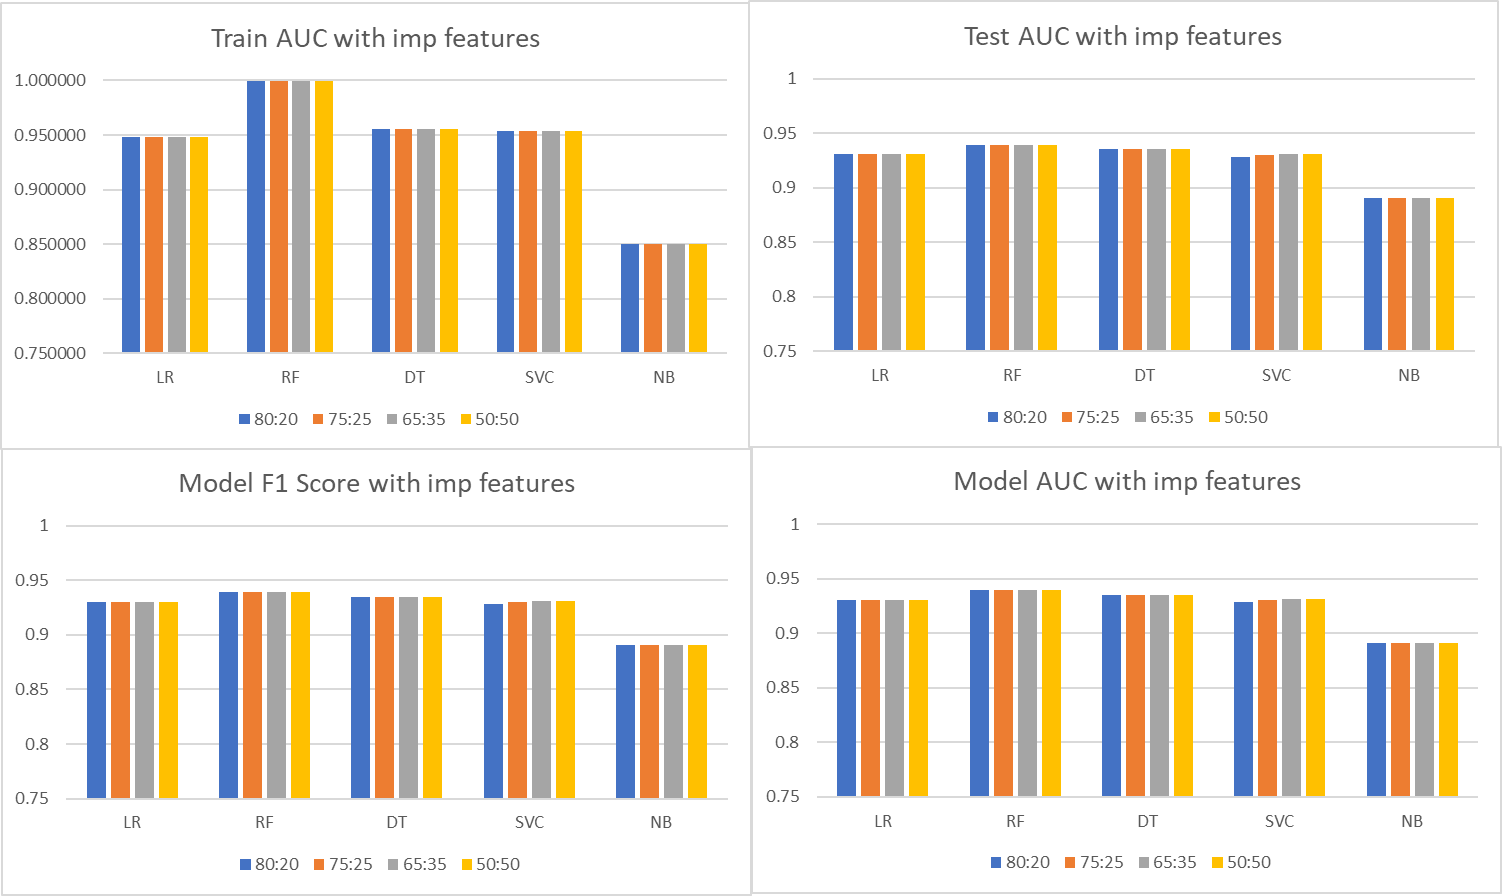 Train AUC with imp features
1.000000
0.950000
0.900000
0.850000
0.800000
0.750000
LR RF DT SVC NB
80:20 75:25 65:35 50:50
Test AUC with imp features
1
0.95
0.9
0.85
0.8
0.75
LR RF DT SVC NB
80:20 75:25 65:35 50:50
Model F1 Score with imp features
1
0.95
0.9
0.85
0.8
0.75
LR RF DT SVC NB
80:20 75:25 65:35 50:50
Model AUC with imp features
1
0.95
0.9
0.85
0.8
0.75
LR RF DT SVC NB
80:20 75:25 65:35 50:50